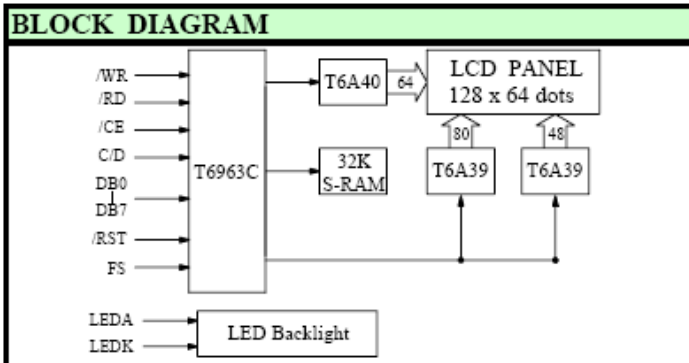 BLOCK DIAGRAM
/WR
/RD
/CE
C/D
DB0
DB7
/RST
FS
T6963C
T6A40
64
LCD PANEL
128 x 64 dots
80
48
32K
S-RAM
T6A39
T6A39
LEDA
LEDK
LED Backlight